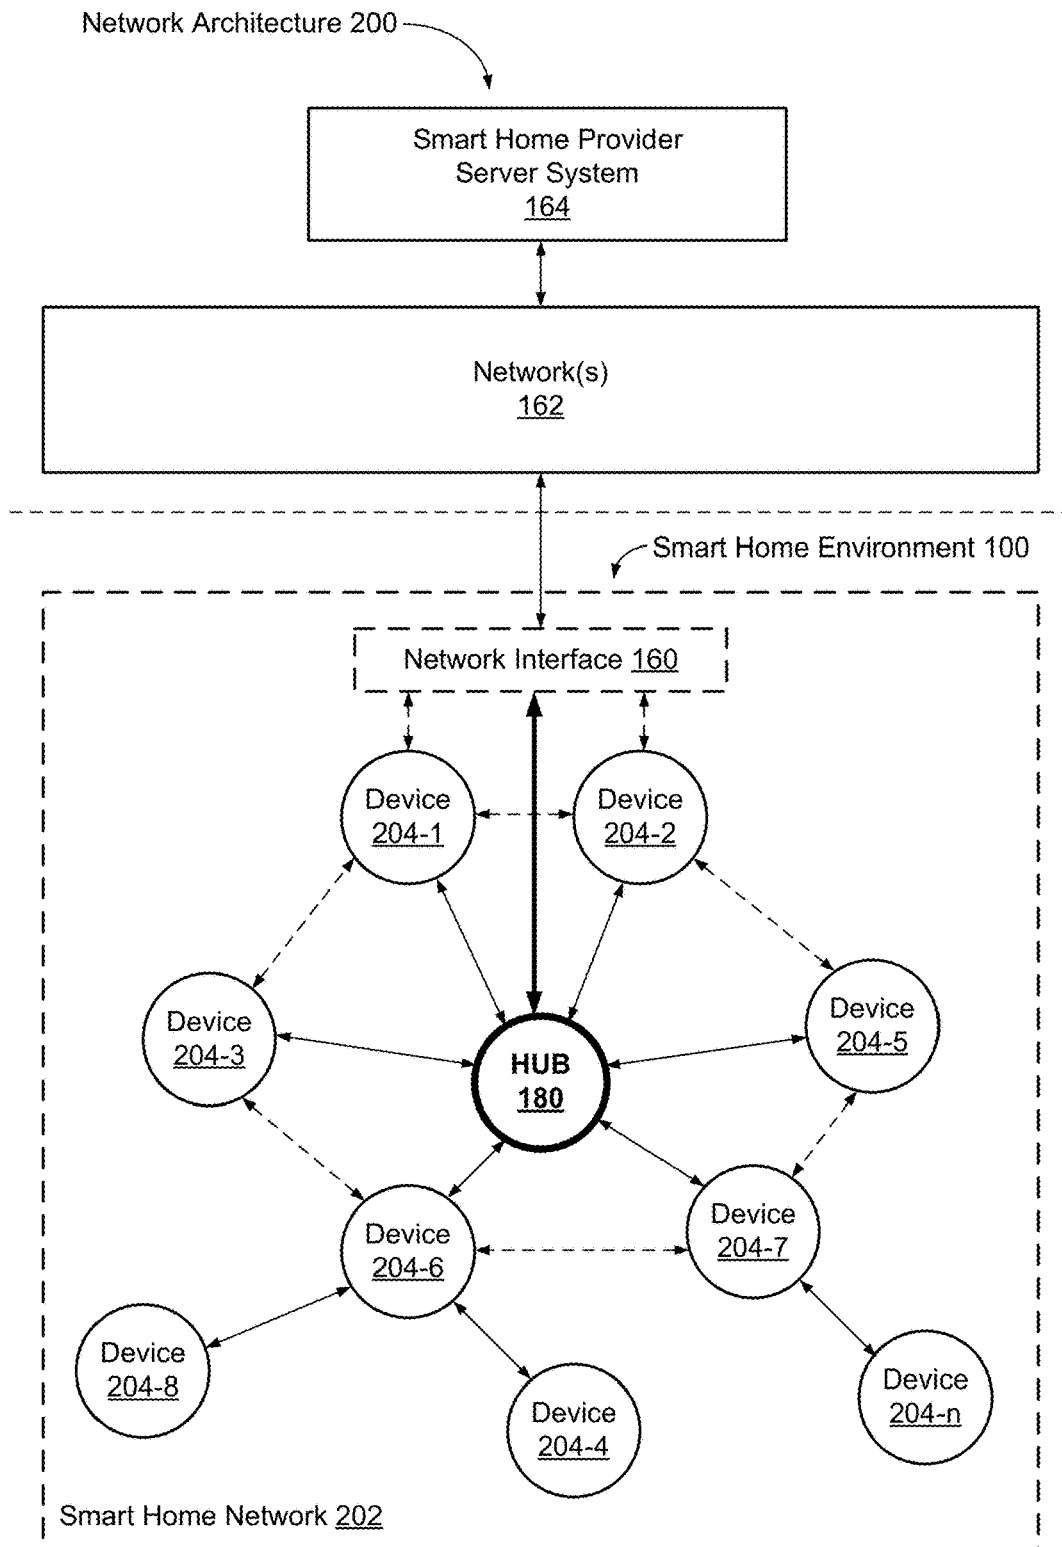 Network Architecture 200
Smart Home Provider
Server System
164
Network(s)
162
Smart Home Environment 100
Network Interface 160
Device
204-1
Device
204-2
Device
204-3
Device
204-5
HUB
180
Device
204-6
Device
204-7
Device
204-8
Device
204-4
Device
204-n
Smart Home Network 202